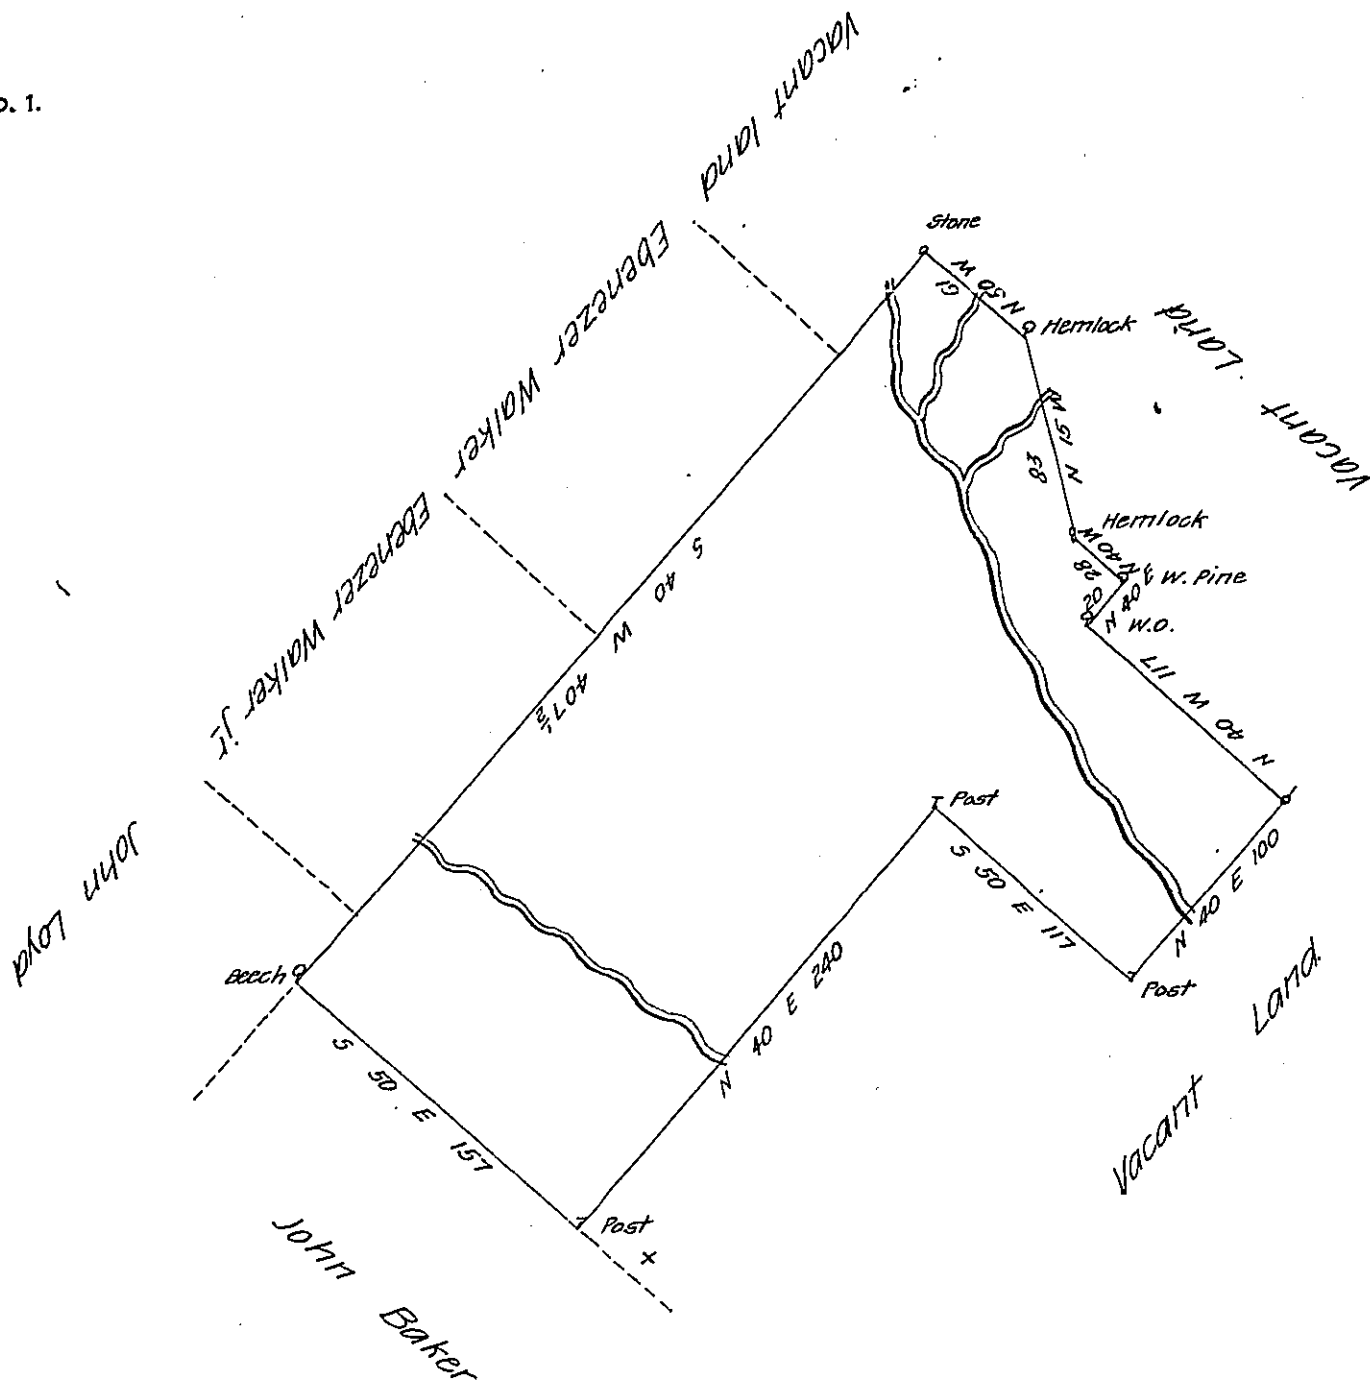 o. 1.
Vacant land
Ebenezer Walker
Ebenezer Walker jr
John Loyd
Stone
N 50 W
61
Hemlock
Vacant Land
N 15 W
83
Hemlock
N 40 W
28
W. Pine
N 40 E
20
W.O.
N 40 W 117
S 40 W 407½
Post
S 50 E 117
N 40 E 100
Post
Vacant Land
N 40 E 240
Beech
S 50 E 157
Post
x
John Baker